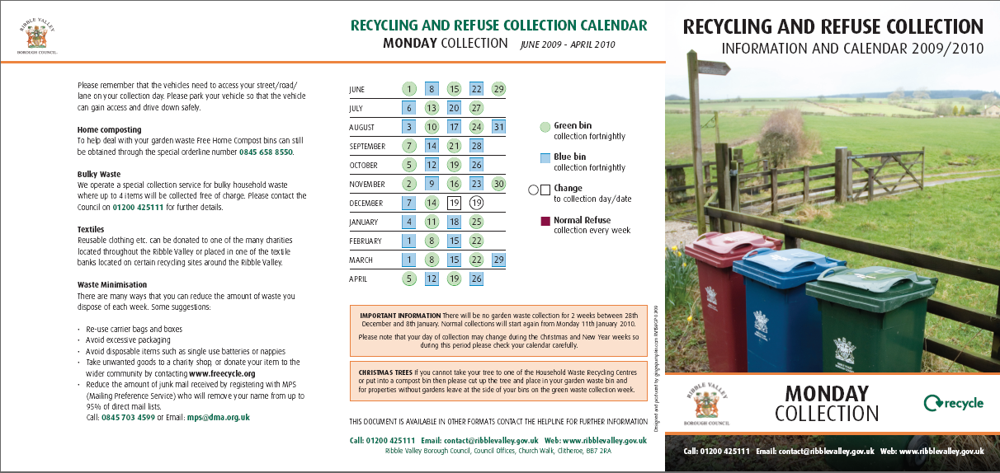 RIBBLE VALLEY
BOROUGH COUNCIL
Please remember that the vehicles need to access your street/road/
lane on your collection day. Please park your vehicle so that the vehicle
can gain access and drive down safely.
Home composting
To help deal with your garden waste Free Home Compost bins can still
be obtained through the special orderline number 0845 658 8550.
Bulky Waste
We operate a special collection service for bulky household waste
where up to 4 items will be collected free of charge. Please contact the
Council on 01200 425111 for further details.
Textiles
Reusable clothing etc. can be donated to one of the many charities
located throughout the Ribble Valley or placed in one of the textile
banks located on certain recycling sites around the Ribble Valley.
Waste Minimisation
There are many ways that you can reduce the amount of waste you
dispose of each week. Some suggestions:
· Re-use carrier bags and boxes
· Avoid excessive packaging
· Avoid disposable items such as single use batteries or nappies
· Take unwanted goods to a charity shop, or donate your item to the
wider community by contacting www.freecycle.org
· Reduce the amount of junk mail received by registering with MPS
(Mailing Preference Service) who will remove your name from up to
95% of direct mail lists.
Call: 0845 703 4599 or Email: mps@dma.org.uk
RECYCLING AND REFUSE COLLECTION CALENDAR
MONDAY COLLECTION JUNE 2009 - APRIL 2010
JUNE 1 8 15 22 29
JULY 6 13 20 27
AUGUST 3 10 17 24 31
SEPTEMBER 7 14 21 28
OCTOBER 5 12 19 26
NOVEMBER 2 9 16 23 30
DECEMBER 7 14 19 19
JANUARY 4 11 18 25
FEBRUARY 1 8 15 22
MARCH 1 8 15 22 29
APRIL 5 12 19 26
Green bin
collection fortnightly
Blue bin
collection fortnightly
Change
to collection day/date
Normal Refuse
collection every week
IMPORTANT INFORMATION There will be no garden waste collection for 2 weeks between 28th
December and 8th January. Normal collections will start again from Monday 11th January 2010.
Please note that your day of collection may change during the Christmas and New Year weeks so
during this period please check your calendar carefully.
CHRISTMAS TREES If you cannot take your tree to one of the Household Waste Recycling Centres
or put into a compost bin then please cut up the tree and place in your garden waste bin and
for properties without gardens leave at the side of your bins on the green waste collection week.
THIS DOCUMENT IS AVAILABLE IN OTHER FORMATS CONTACT THE HELPLINE FOR FURTHER INFORMATION
Call: 01200 425111 Email: contact@ribblevalley.gov.uk Web: www.ribblevalley.gov.uk
Ribble Valley Borough Council, Council Offices, Church Walk, Clitheroe, BB7 2RA
Designed and produced by
RECYCLING AND REFUSE COLLECTION
INFORMATION AND CALENDAR 2009/2010
RIBBLE VALLEY
BOROUGH COUNCIL
MONDAY
COLLECTION
recycle
Call: 01200 425111 Email: contact@ribblevalley.gov.uk Web: www.ribblevalley.gov.uk